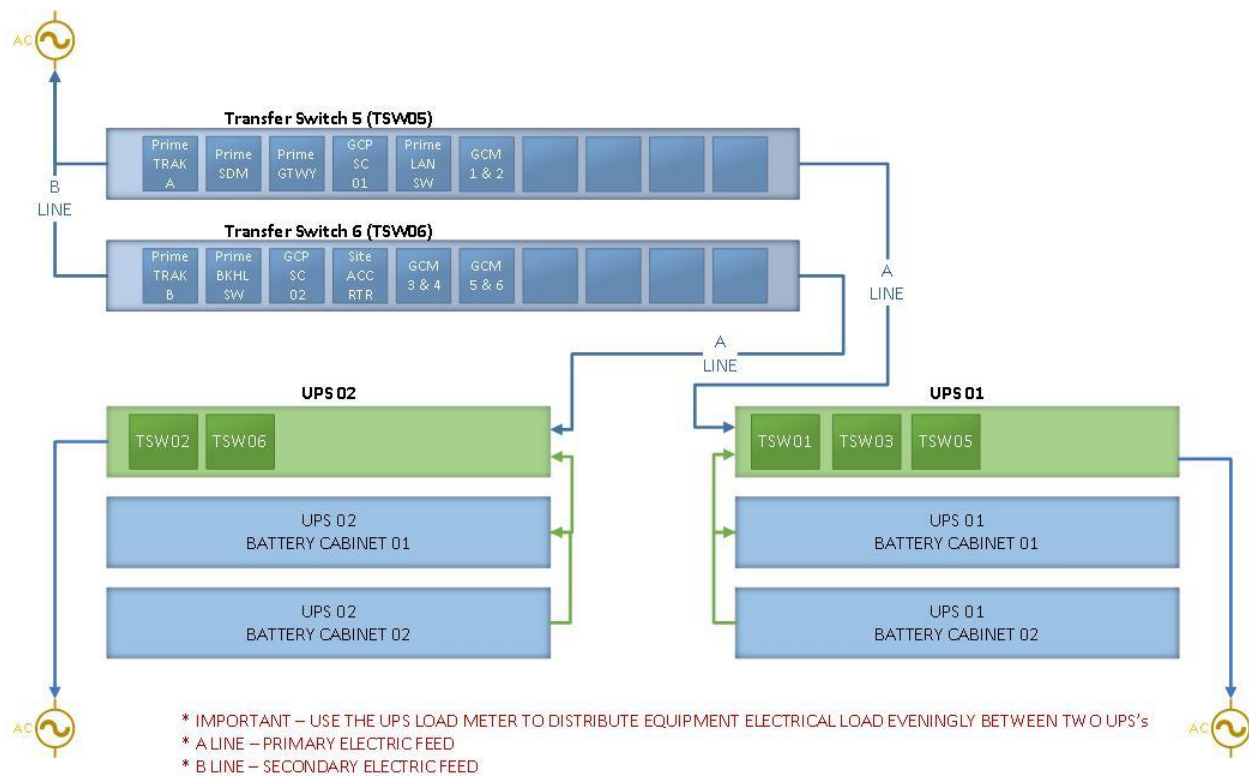 AC
Transfer Switch 5 (TSW05)
Prime
TRAK
A
Prime
SDM
Prime
GTWY
GCP
SC
01
Prime
LAN
SW
GCM
1 & 2
B
LINE
Transfer Switch 6 (TSW06)
Prime
TRAK
B
Prime
BKHL
SW
GCP
SC
02
Site
ACC
RTR
GCM
3 & 4
GCM
5 & 6
A
LINE
A
LINE
UPS 02
TSW02
TSW06
UPS 01
TSW01
TSW03
TSW05
UPS 02
BATTERY CABINET 01
UPS 01
BATTERY CABINET 01
UPS 02
BATTERY CABINET 02
UPS 01
BATTERY CABINET 02
AC
AC
* IMPORTANT – USE THE UPS LOAD METER TO DISTRIBUTE EQUIPMENT ELECTRICAL LOAD EVENINGLY BETWEEN TWO UPS's
* A LINE – PRIMARY ELECTRIC FEED
* B LINE – SECONDARY ELECTRIC FEED